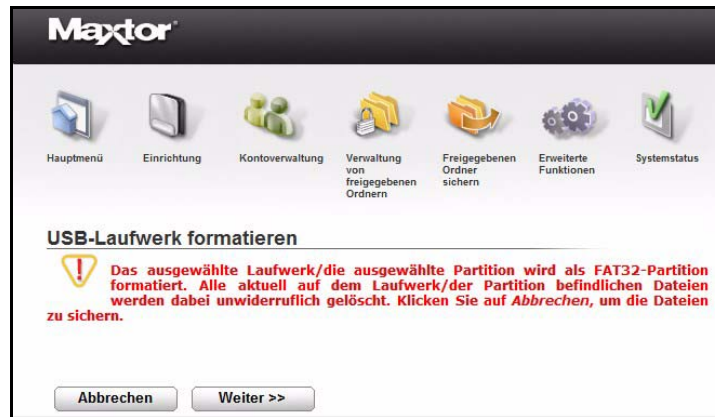 Maxtor
Hauptmenü
Einrichtung
Kontoverwaltung
Verwaltung
von
freigegebenen
Ordnern
Freigegebenen
Ordner
sichern
Erweiterte
Funktionen
Systemstatus
USB-Laufwerk formatieren
Das ausgewählte Laufwerk/die ausgewählte Partition wird als FAT32-Partition
formatiert. Alle aktuell auf dem Laufwerk/der Partition befindlichen Dateien
werden dabei unwiderruflich gelöscht. Klicken Sie auf Abbrechen, um die Dateien
zu sichern.
Abbrechen
Weiter >>